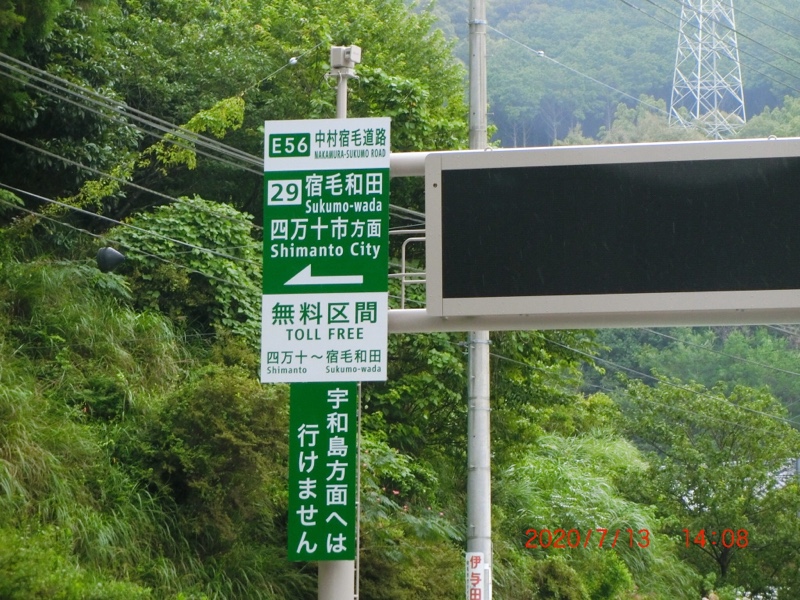 E56 中村宿毛道路
NAKAMURA-SUKUMO ROAD
29 宿毛和田
Sukumo-wada
四万十市方面
Shimanto City
無料区間
TOLL FREE
四万十～宿毛和田
Shimanto Sukumo-wada
宇和島方面へは
行けません
伊与田
2020/7/13 14:08